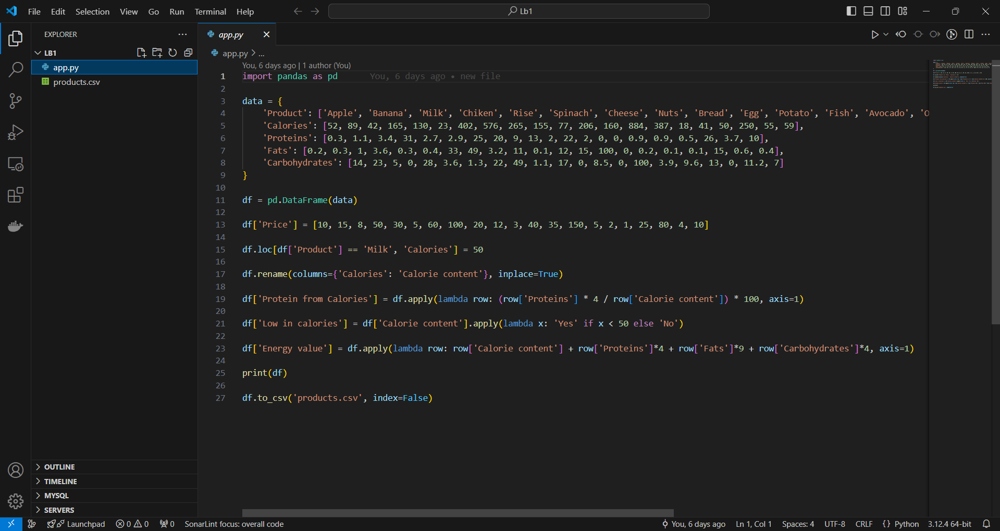 File Edit Selection View Go Run Terminal Help
Lb1
EXPLORER
LB1
app.py
products.csv
OUTLINE
TIMELINE
MYSQL
SERVERS
app.py
app.py > ...
You, 6 days ago | 1 author (You)
1 import pandas as pd You, 6 days ago • new file
2
3 data = {
4 'Product': ['Apple', 'Banana', 'Milk', 'Chiken', 'Rise', 'Spinach', 'Cheese', 'Nuts', 'Bread', 'Egg', 'Potato', 'Fish', 'Avocado', 'O
5 'Calories': [52, 89, 42, 165, 130, 23, 402, 576, 265, 155, 77, 206, 160, 884, 387, 18, 41, 50, 250, 55, 59],
6 'Proteins': [0.3, 1.1, 3.4, 31, 2.7, 2.9, 25, 20, 9, 13, 2, 22, 2, 0, 0, 0.9, 0.9, 0.5, 26, 3.7, 10],
7 'Fats': [0.2, 0.3, 1, 3.6, 0.3, 0.4, 33, 49, 3.2, 11, 0.1, 12, 15, 100, 0, 0.2, 0.1, 0.1, 15, 0.6, 0.4],
8 'Carbohydrates': [14, 23, 5, 0, 28, 3.6, 1.3, 22, 49, 1.1, 17, 0, 8.5, 0, 100, 3.9, 9.6, 13, 0, 11.2, 7]
9 }
10
11 df = pd.DataFrame(data)
12
13 df['Price'] = [10, 15, 8, 50, 30, 5, 60, 100, 20, 12, 3, 40, 35, 150, 5, 2, 1, 25, 80, 4, 10]
14
15 df.loc[df['Product'] == 'Milk', 'Calories'] = 50
16
17 df.rename(columns={'Calories': 'Calorie content'}, inplace=True)
18
19 df['Protein from Calories'] = df.apply(lambda row: (row['Proteins'] * 4 / row['Calorie content']) * 100, axis=1)
20
21 df['Low in calories'] = df['Calorie content'].apply(lambda x: 'Yes' if x < 50 else 'No')
22
23 df['Energy value'] = df.apply(lambda row: row['Calorie content'] + row['Proteins']*4 + row['Fats']*9 + row['Carbohydrates']*4, axis=1)
24
25 print(df)
26
27 df.to_csv('products.csv', index=False)
Launchpad 0 0 0 SonarLint focus: overall code You, 6 days ago Ln 1, Col 1 Spaces: 4 UTF-8 CRLF {} Python 3.12.4 64-bit